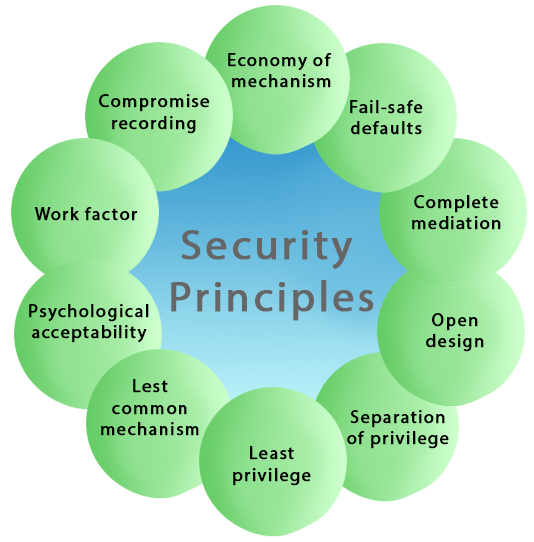 Economy of
mechanism
Fail-safe
defaults
Complete
mediation
Open
design
Separation
of privilege
Least
privilege
Lest
common
mechanism
Psychological
acceptability
Work factor
Compromise
recording
Security
Principles